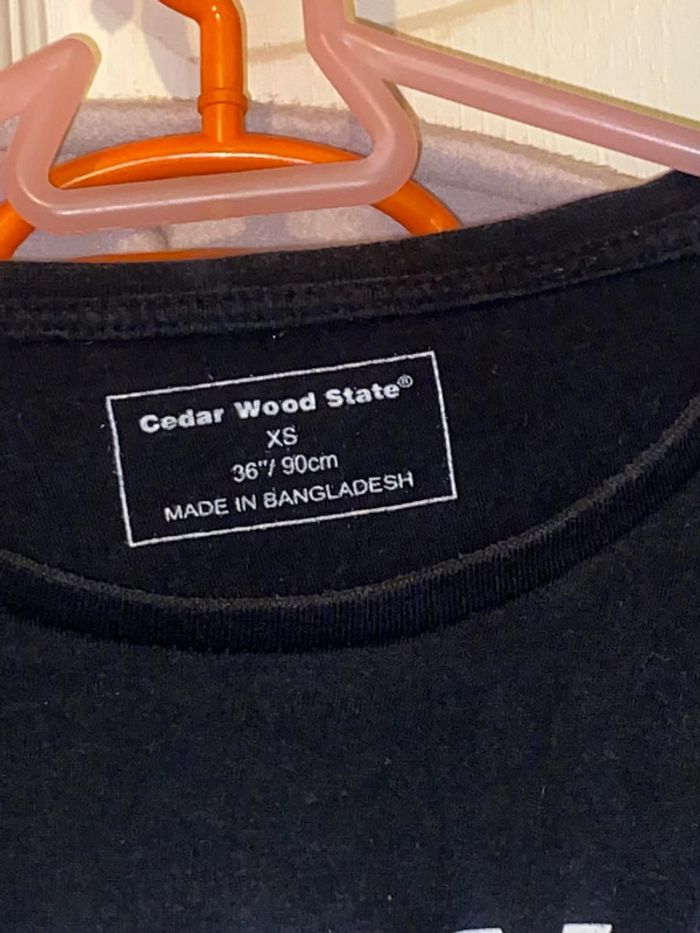 Cedar Wood State®
XS
36"/ 90cm
MADE IN BANGLADESH